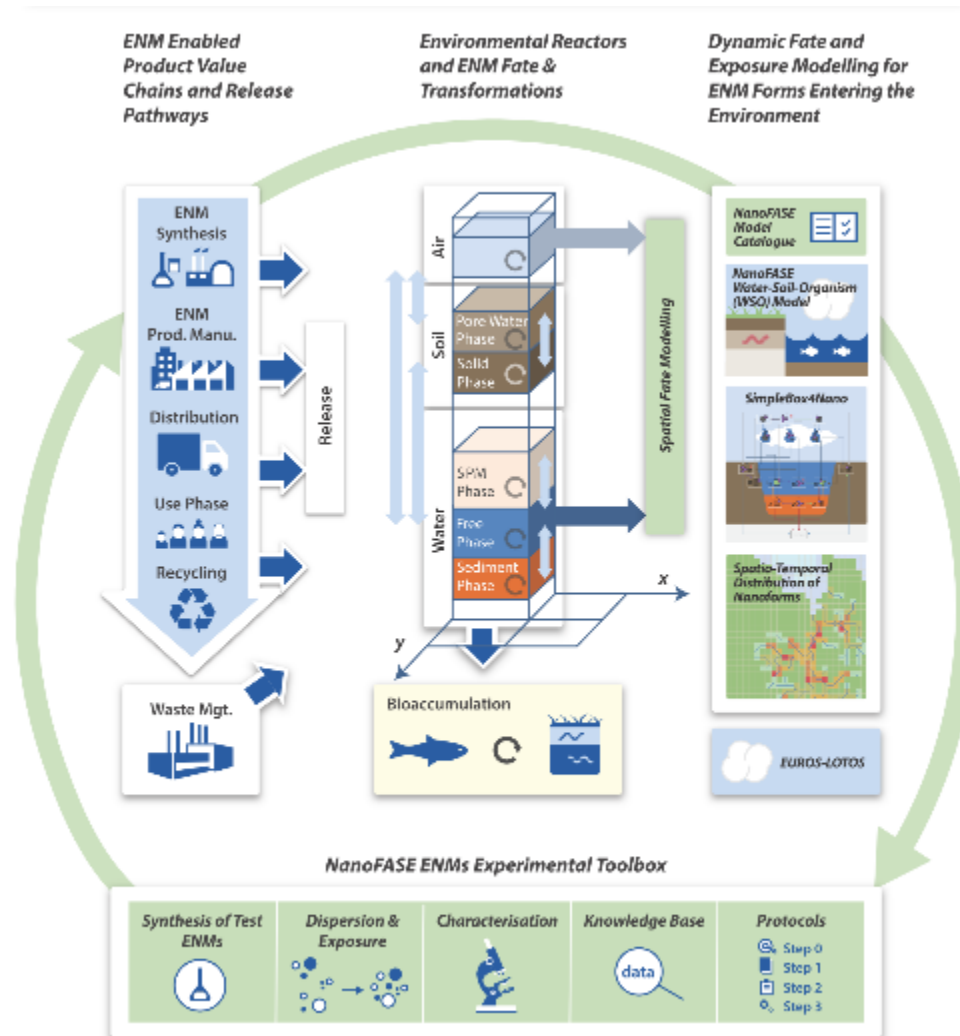 ENM Enabled
Product Value
Chains and Release
Pathways
Environmental Reactors
and ENM Fate &
Transformations
Dynamic Fate and
Exposure Modelling for
ENM Forms Entering the
Environment
ENM
Synthesis
ENM
Prod. Manu.
Distribution
Use Phase
Recycling
Waste Mgt.
Release
Air
Soil
Pore Water
Phase
Solid
Phase
Water
SPM
Phase
Free
Phase
Sediment
Phase
x
y
Bioaccumulation
Spatial Fate Modelling
NanoFASE
Model
Catalogue
NanoFASE
Water-Soil-Organism
(WSO) Model
SimpleBox4Nano
Spatio-Temporal
Distribution of
Nanoforms
EUROS-LOTOS
NanoFASE ENMs Experimental Toolbox
Synthesis of Test
ENMs
Dispersion &
Exposure
Characterisation
Knowledge Base
data
Protocols
Step 0
Step 1
Step 2
Step 3